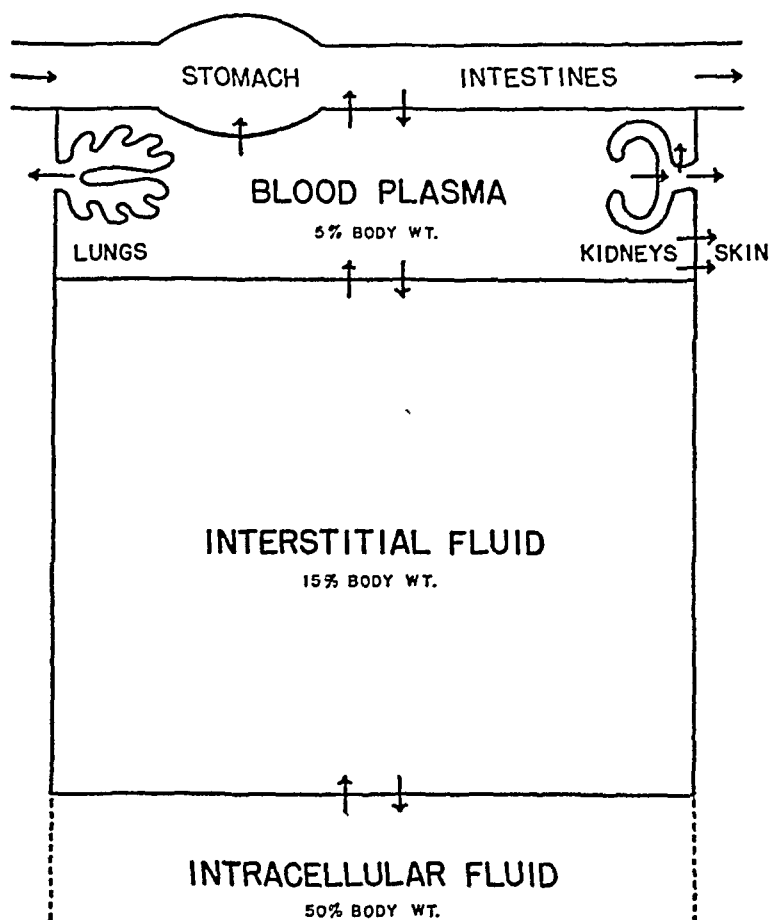 STOMACH
INTESTINES
BLOOD PLASMA
5% BODY WT.
LUNGS
KIDNEYS
SKIN
INTERSTITIAL FLUID
15% BODY WT.
INTRACELLULAR FLUID
50% BODY WT.